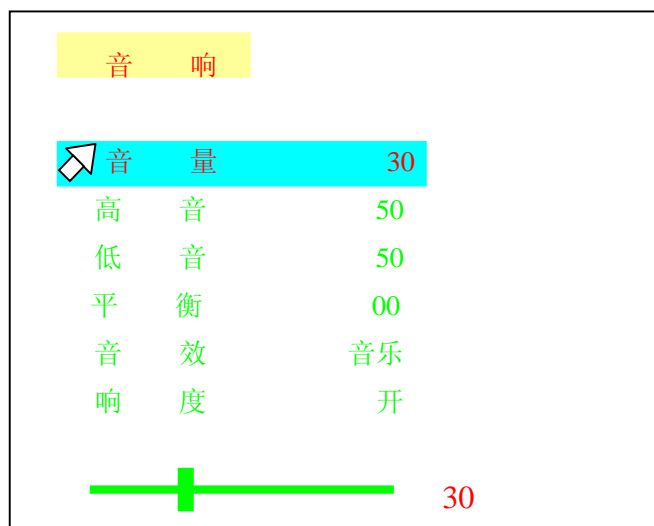 音 响
音 量 30
高 音 50
低 音 50
平 衡 00
音 效 音乐
响 度 开
30